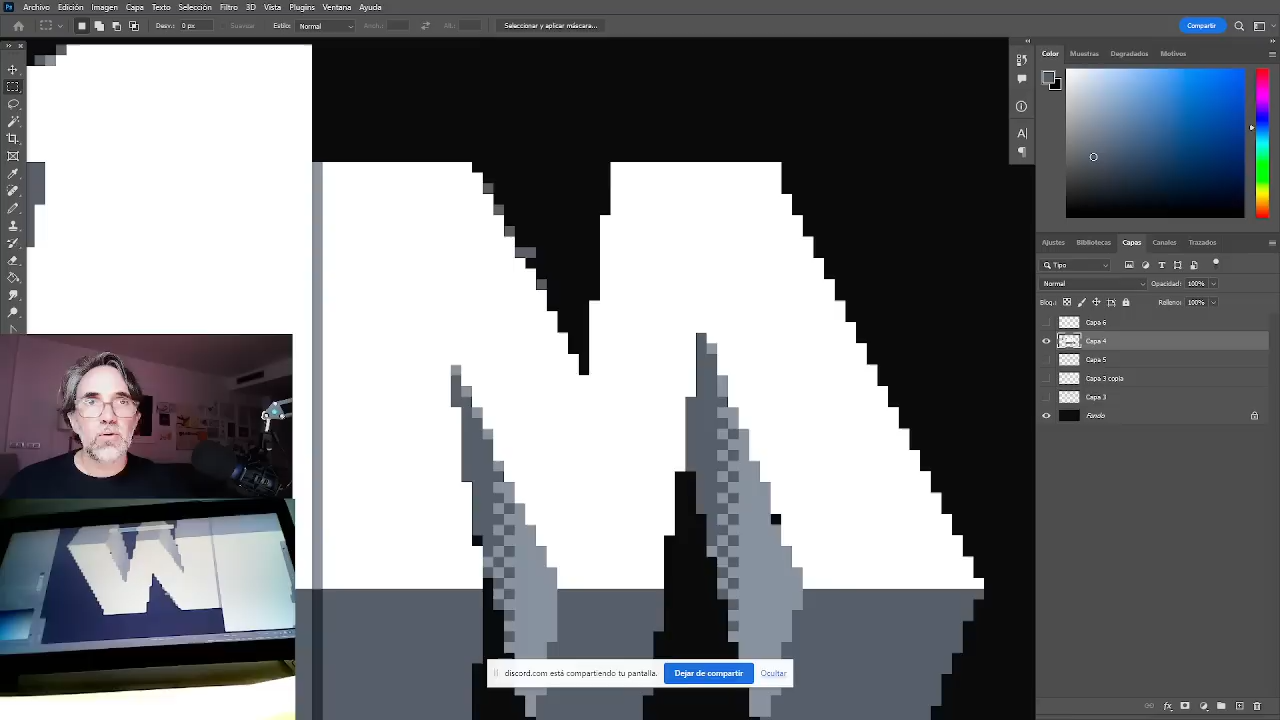 Ps Archivo Edición Imagen Capa Texto Selección Filtro 3D Vista Plugins Ventana Ayuda
Desv.: 0 px Suavizar Estilo: Normal Anch.: Alt.: Seleccionar y aplicar máscara... Compartir
Color Muestras Degradados Motivos
Ajustes Bibliotecas Capas Canales Trazados
Tipo
Normal Opacidad: 100%
Bloq.: Relleno: 100%
Capa 6
Capa 4
Capa 5
Capa 3 copia
Capa 3
Fondo
W
discord.com está compartiendo tu pantalla. Dejar de compartir Ocultar